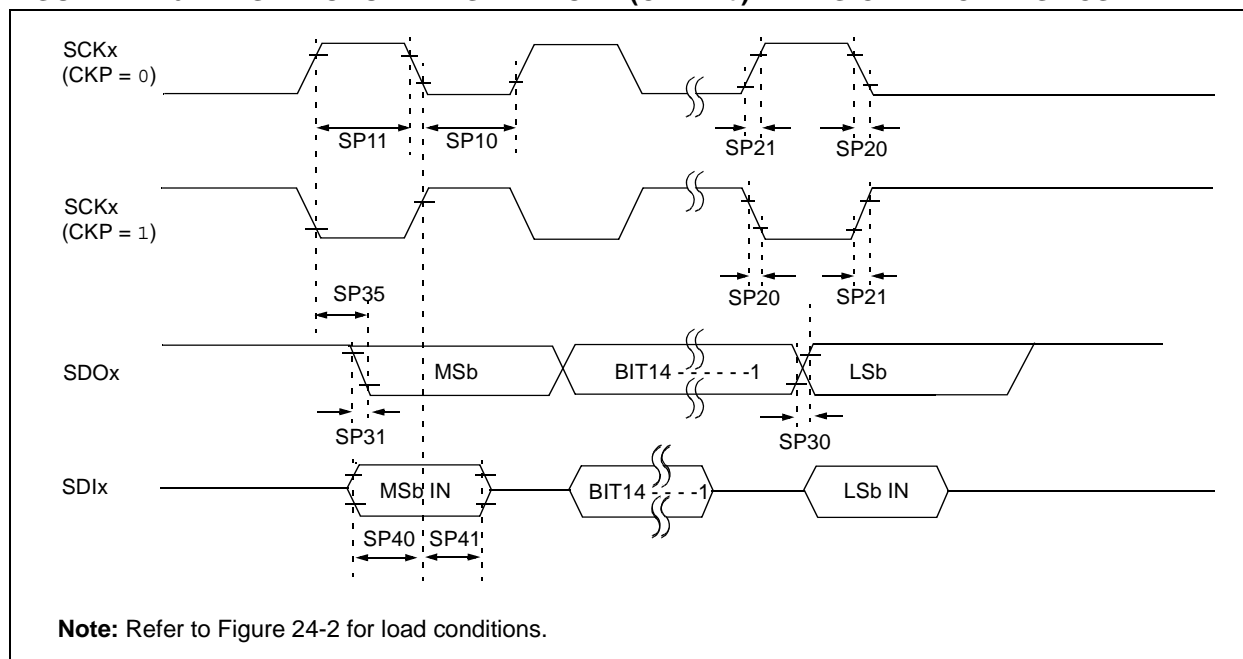 SCKx
(CKP = 0)
SP11
SP10
SP21
SP20
SCKx
(CKP = 1)
SP35
SP20
SP21
SDOx
MSb
BIT14 - - - - - - -1
LSb
SP31
SP30
SDIx
MSb IN
BIT14 - - - -1
LSb IN
SP40
SP41
Note: Refer to Figure 24-2 for load conditions.